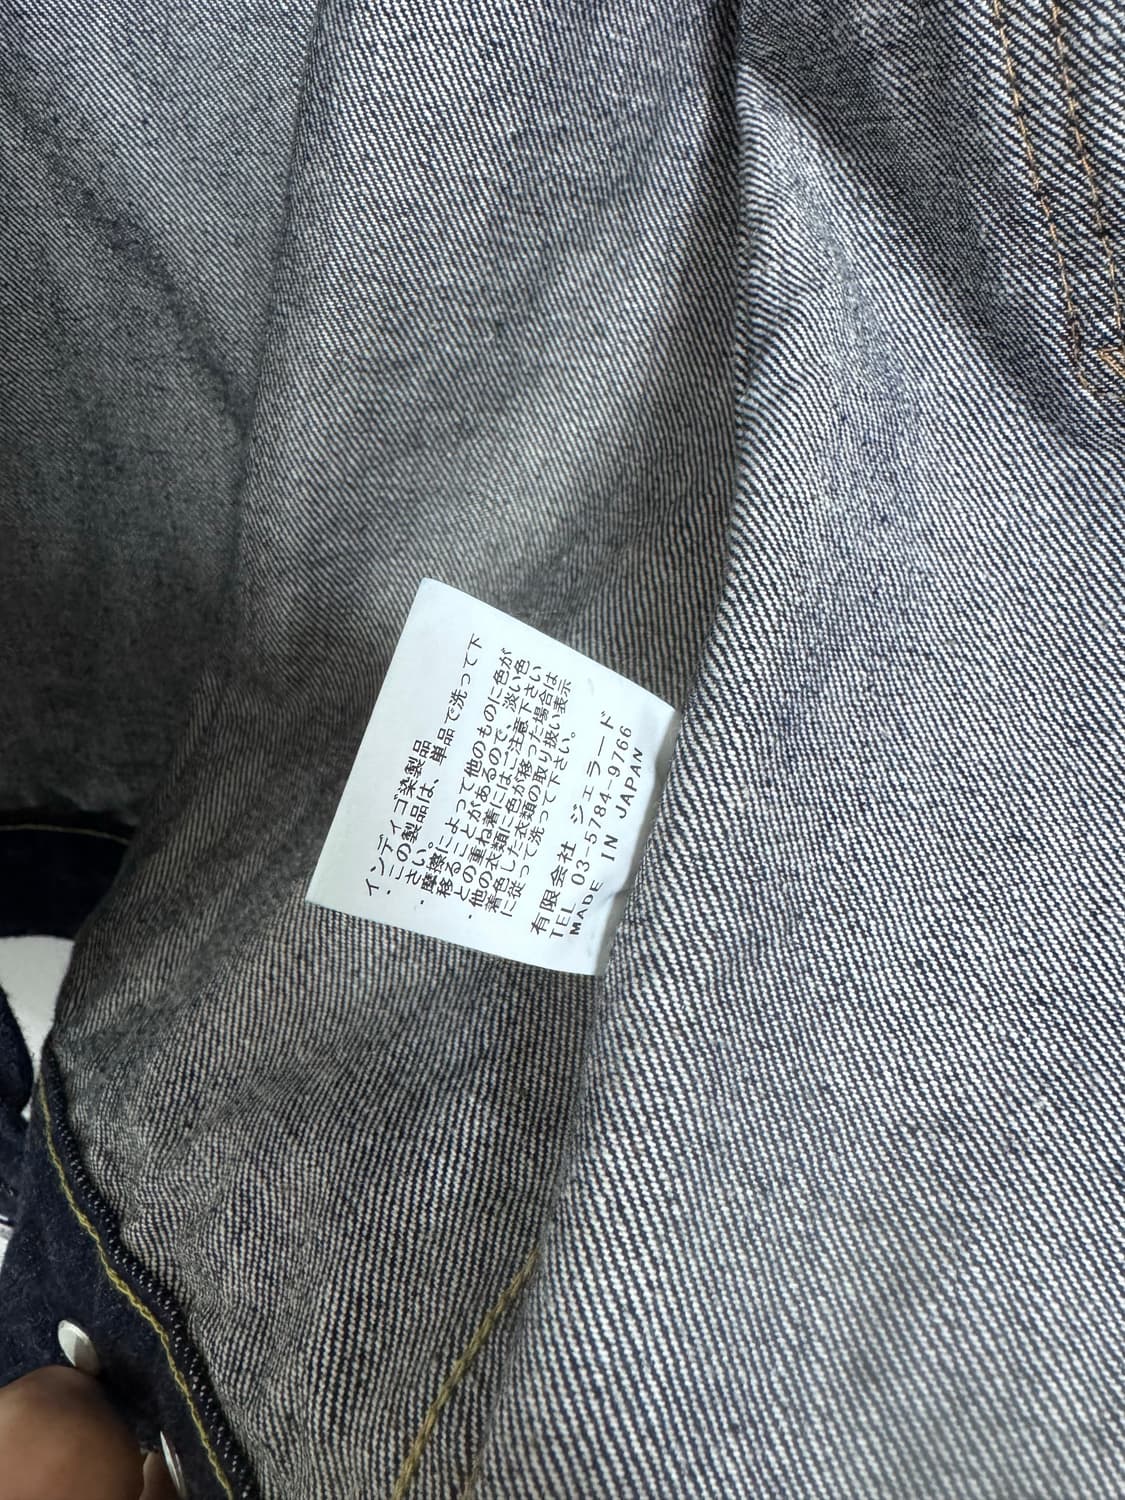 インディゴ染製品
・この製品は、単品で洗って下
さい。
・摩擦によって他のものに色が
移ることがあるので、淡い色
との重ね着にはご注意下さい
・他の衣類に色が移った場合は
着色した衣類の取り扱い表示
に従って洗って下さい。
有限会社 ジェラード
TEL 03-5784-9766
MADE IN JAPAN